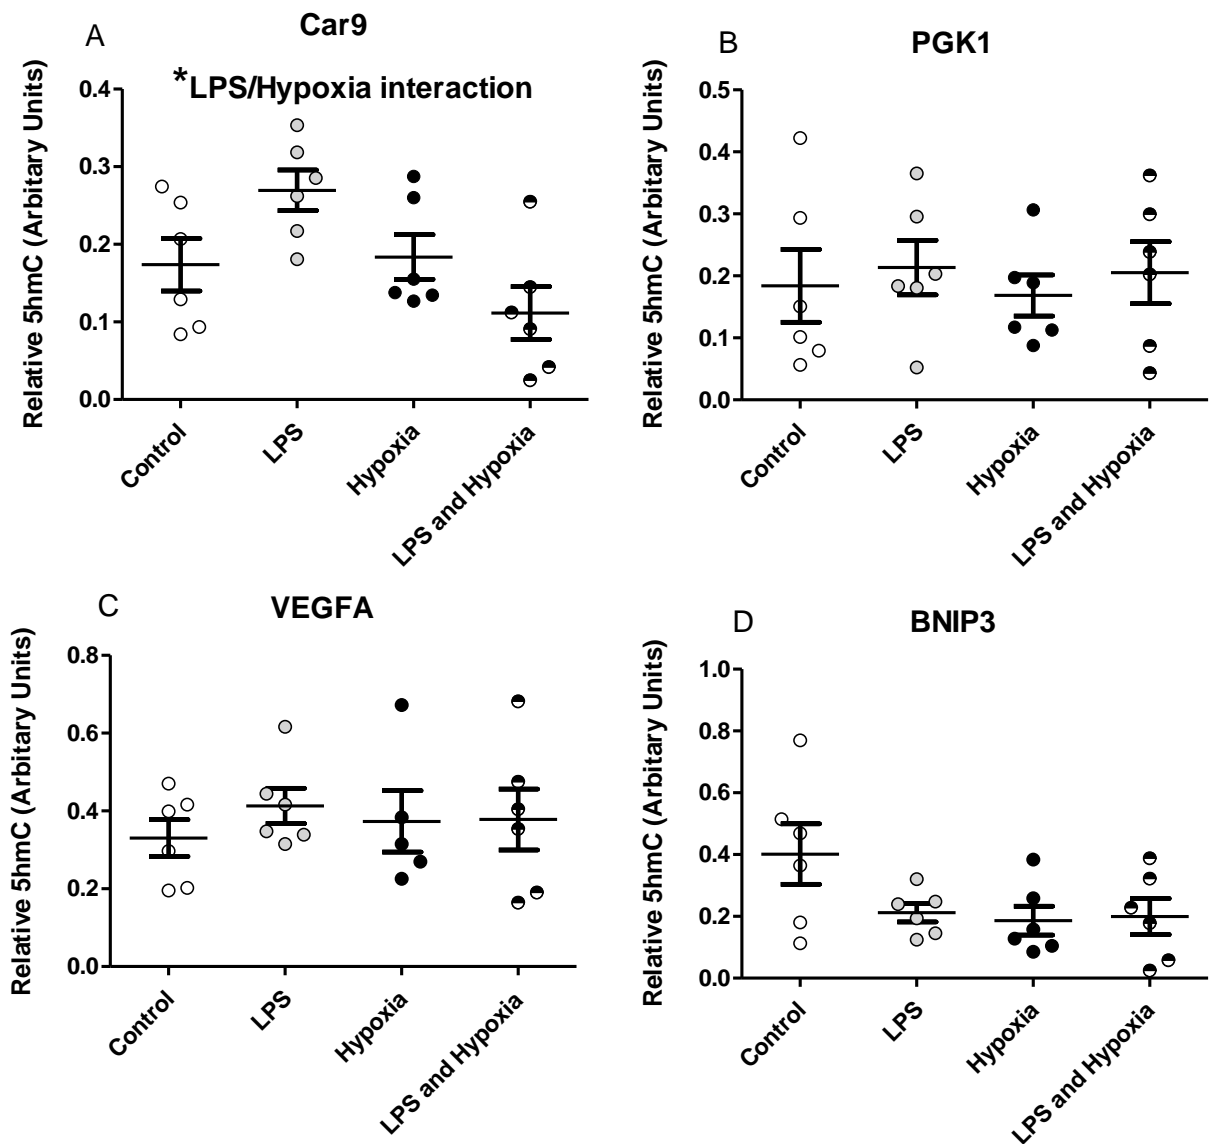 A
Car9
*LPS/Hypoxia interaction
Relative 5hmC (Arbitary Units)
0.4
0.3
0.2
0.1
0.0
Control
LPS
Hypoxia
LPS and Hypoxia
B
PGK1
Relative 5hmC (Arbitary Units)
0.5
0.4
0.3
0.2
0.1
0.0
Control
LPS
Hypoxia
LPS and Hypoxia
C
VEGFA
Relative 5hmC (Arbitary Units)
0.8
0.6
0.4
0.2
0.0
Control
LPS
Hypoxia
LPS and Hypoxia
D
BNIP3
Relative 5hmC (Arbitary Units)
1.0
0.8
0.6
0.4
0.2
0.0
Control
LPS
Hypoxia
LPS and Hypoxia